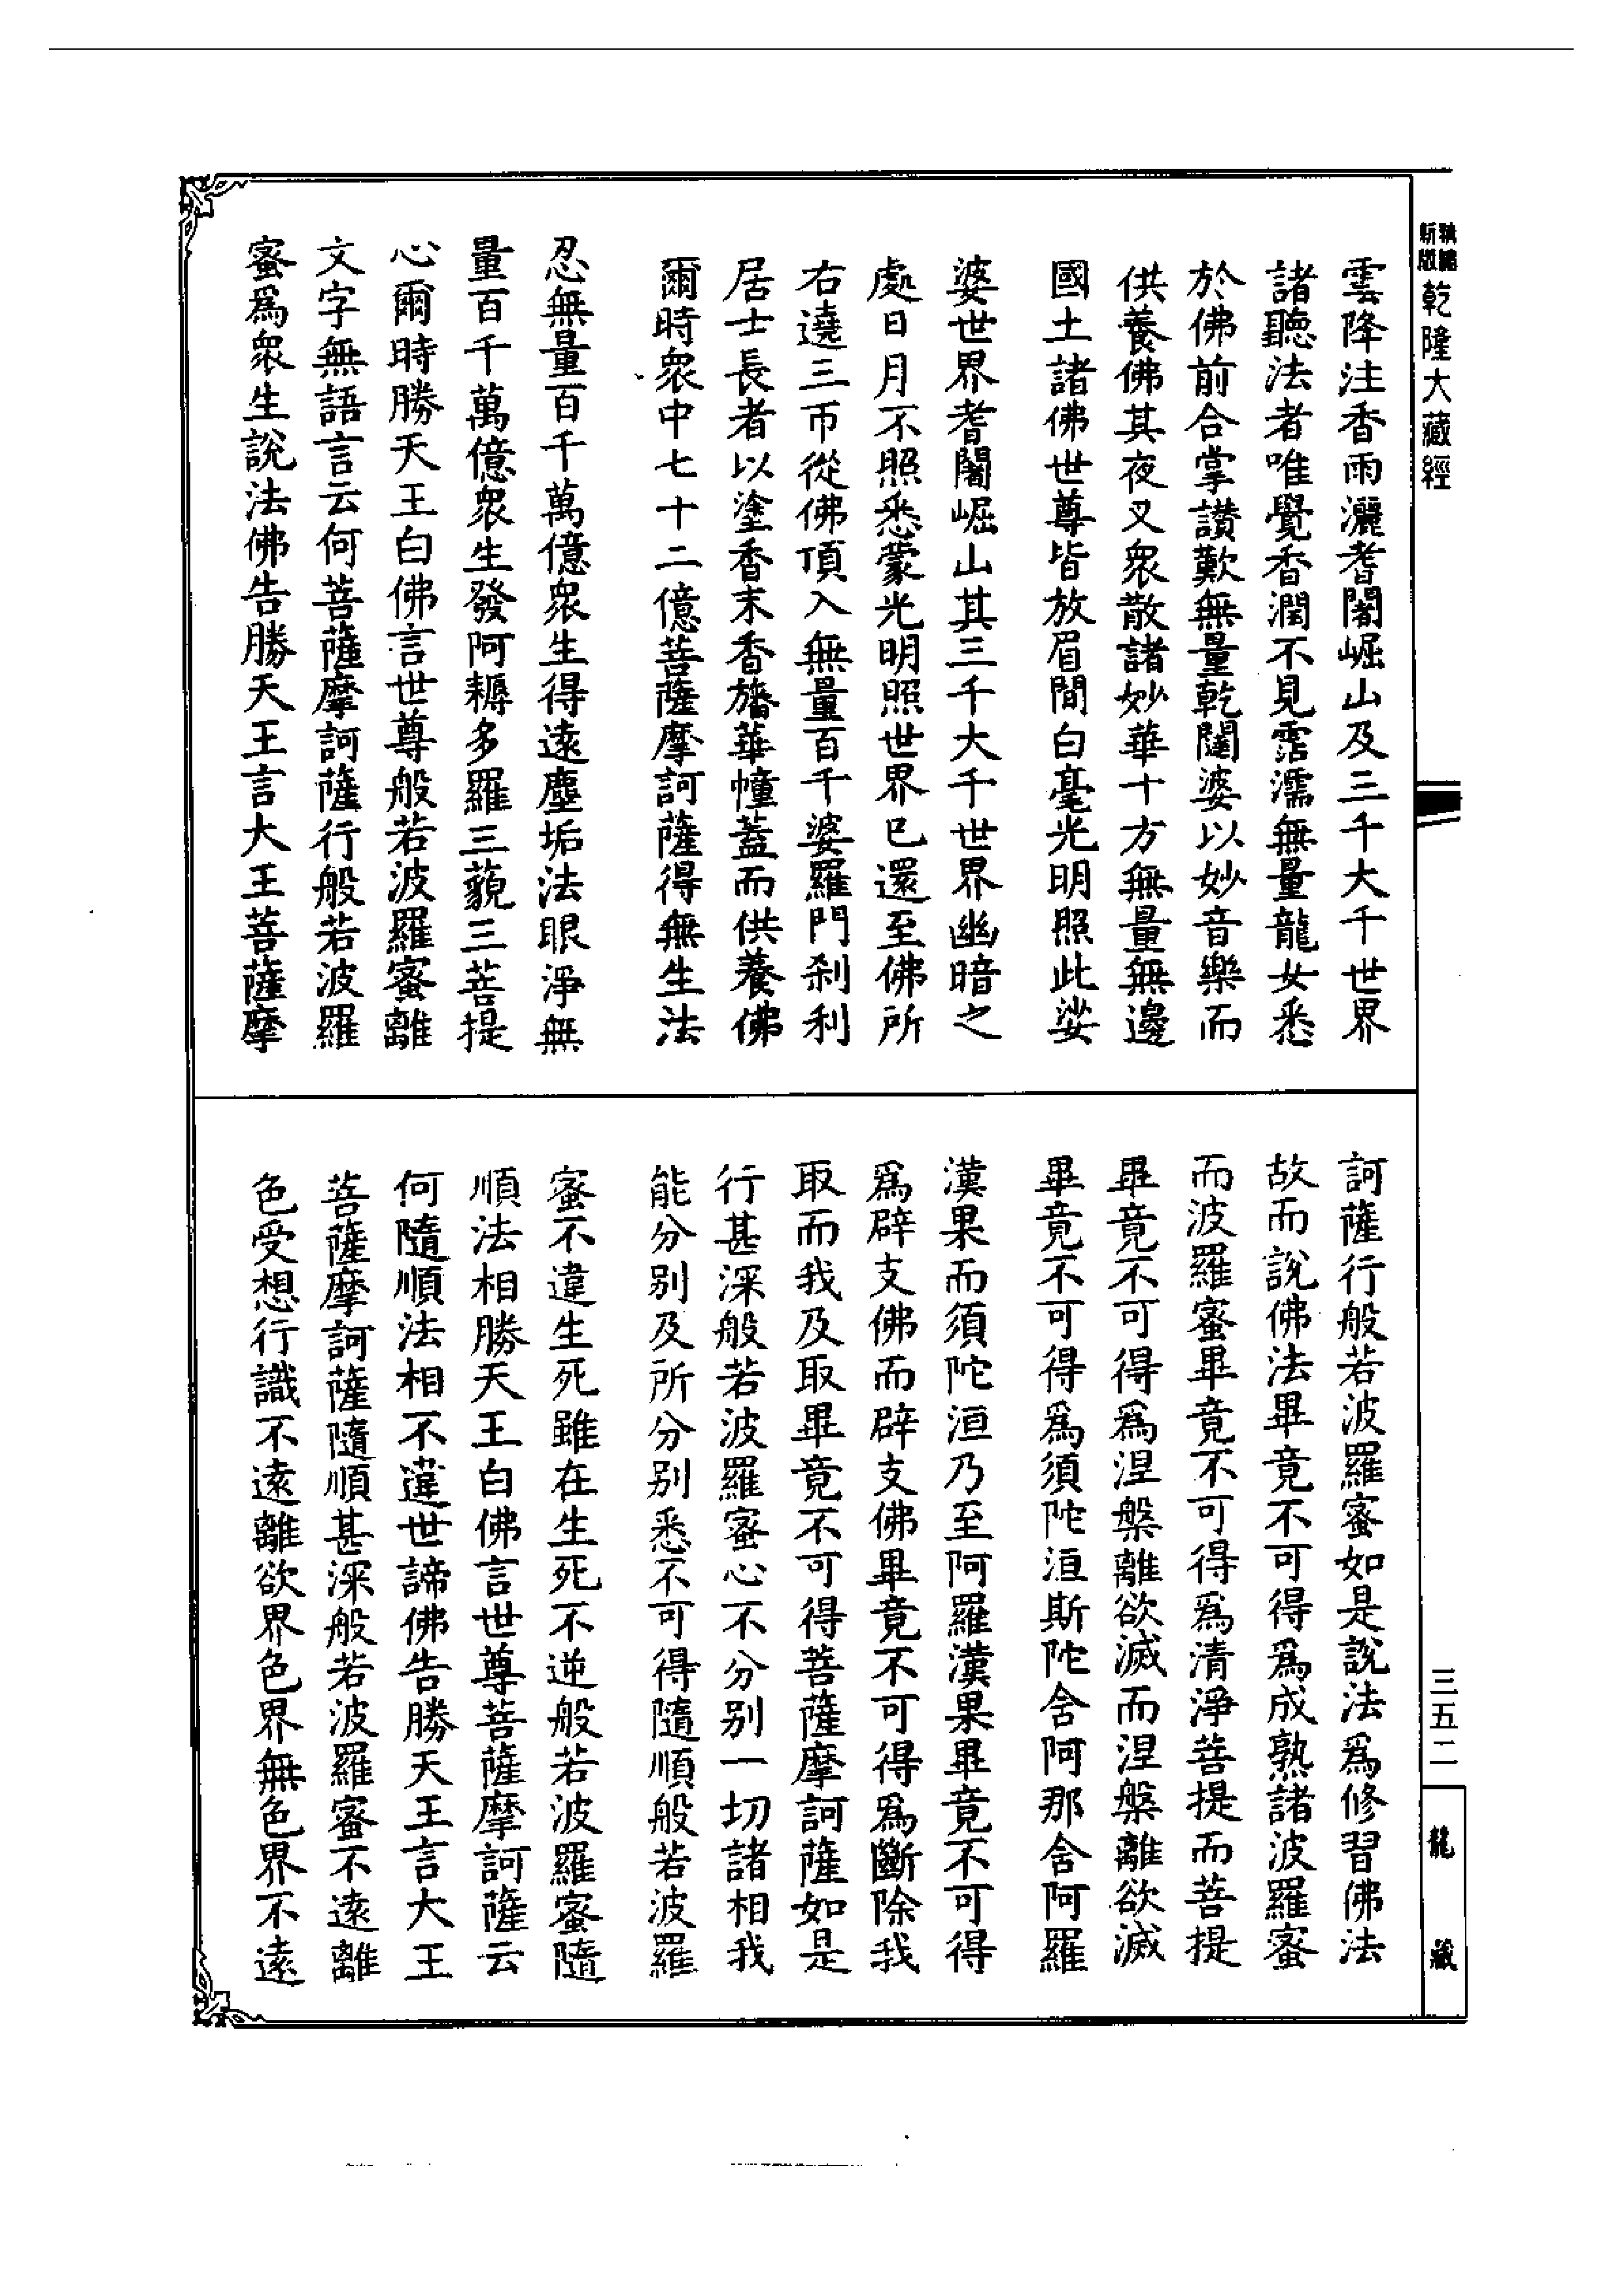 新編縮版乾隆大藏經
雲降注香雨灑耆闍崛山及三千大千世界
諸聽法者唯覺香潤不見霑濡無量龍女悉
於佛前合掌讚歎無量乾闥婆以妙音樂而
供養佛其夜叉衆散諸妙華十方無量無邊
國土諸佛世尊皆放眉間白毫光明照此娑
婆世界耆闍崛山其三千大千世界幽暗之
處日月不照悉蒙光明照世界已還至佛所
右遶三帀從佛頂入無量百千婆羅門刹利
居士長者以塗香末香旛華幢蓋而供養佛
爾時衆中七十二億菩薩摩訶薩得無生法
忍無量百千萬億衆生得遠塵垢法眼淨無
量百千萬億衆生發阿耨多羅三藐三菩提
心爾時勝天王白佛言世尊般若波羅蜜離
文字無語言云何菩薩摩訶薩行般若波羅
蜜爲衆生說法佛告勝天王言大王菩薩摩
訶薩行般若波羅蜜如是說法爲修習佛法
故而說佛法畢竟不可得爲成熟諸波羅蜜
而波羅蜜畢竟不可得爲清淨菩提而菩提
畢竟不可得爲涅槃離欲滅而涅槃離欲滅
畢竟不可得爲須陀洹斯陀含阿那含阿羅
漢果而須陀洹乃至阿羅漢果畢竟不可得
爲辟支佛而辟支佛畢竟不可得爲斷除我
取而我及取畢竟不可得菩薩摩訶薩如是
行甚深般若波羅蜜心不分别一切諸相我
能分别及所分别悉不可得隨順般若波羅
蜜不違生死雖在生死不逆般若波羅蜜隨
順法相勝天王白佛言世尊菩薩摩訶薩云
何隨順法相不違世諦佛告勝天王言大王
菩薩摩訶薩隨順甚深般若波羅蜜不遠離
色受想行識不遠離欲界色界無色界不遠
三五二
龍藏